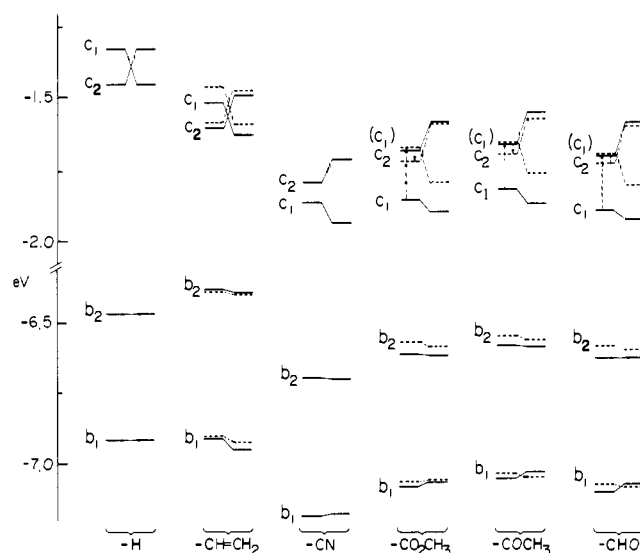 -1.5
-2.0
eV
-6.5
-7.0
C₁
C₂
b₂
b₁
-H
C₁
C₂
b₂
b₁
-CH=CH₂
C₂
C₁
b₂
b₁
-CN
(C₁)
C₂
C₁
b₂
b₁
-CO₂CH₃
(C₁)
C₂
C₁
b₂
b₁
-COCH₃
(C₁)
C₂
C₁
b₂
b₁
-CHO